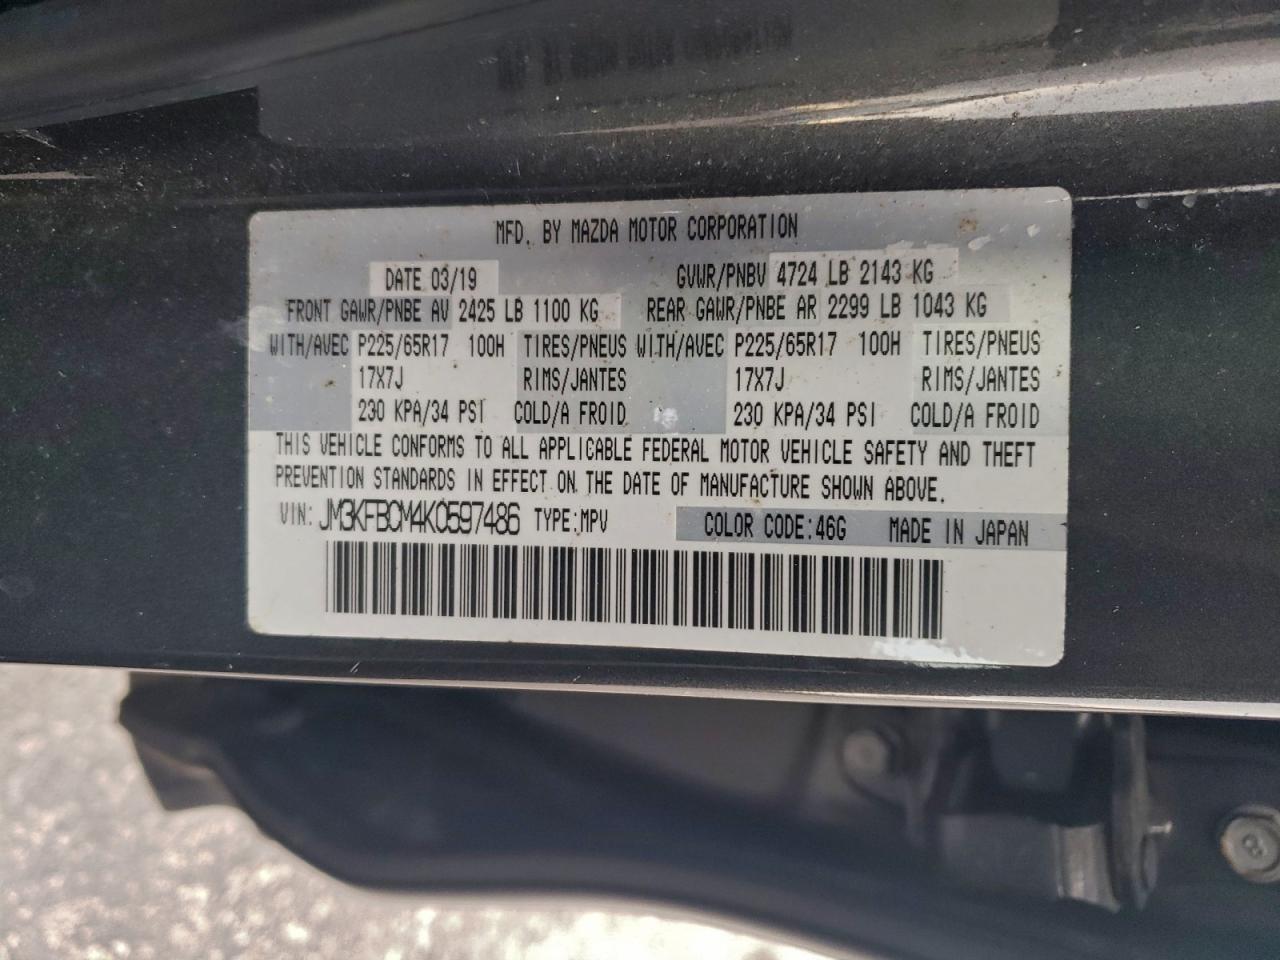 MFD. BY MAZDA MOTOR CORPORATION
DATE 03/19 GVWR/PNBV 4724 LB 2143 KG
FRONT GAWR/PNBE AV 2425 LB 1100 KG REAR GAWR/PNBE AR 2299 LB 1043 KG
WITH/AVEC P225/65R17 100H TIRES/PNEUS WITH/AVEC P225/65R17 100H TIRES/PNEUS
17X7J RIMS/JANTES 17X7J RIMS/JANTES
230 KPA/34 PSI COLD/A FROID 230 KPA/34 PSI COLD/A FROID
THIS VEHICLE CONFORMS TO ALL APPLICABLE FEDERAL MOTOR VEHICLE SAFETY AND THEFT
PREVENTION STANDARDS IN EFFECT ON THE DATE OF MANUFACTURE SHOWN ABOVE.
VIN: JM3KFBCM4K0597486 TYPE:MPV COLOR CODE:46G MADE IN JAPAN
8